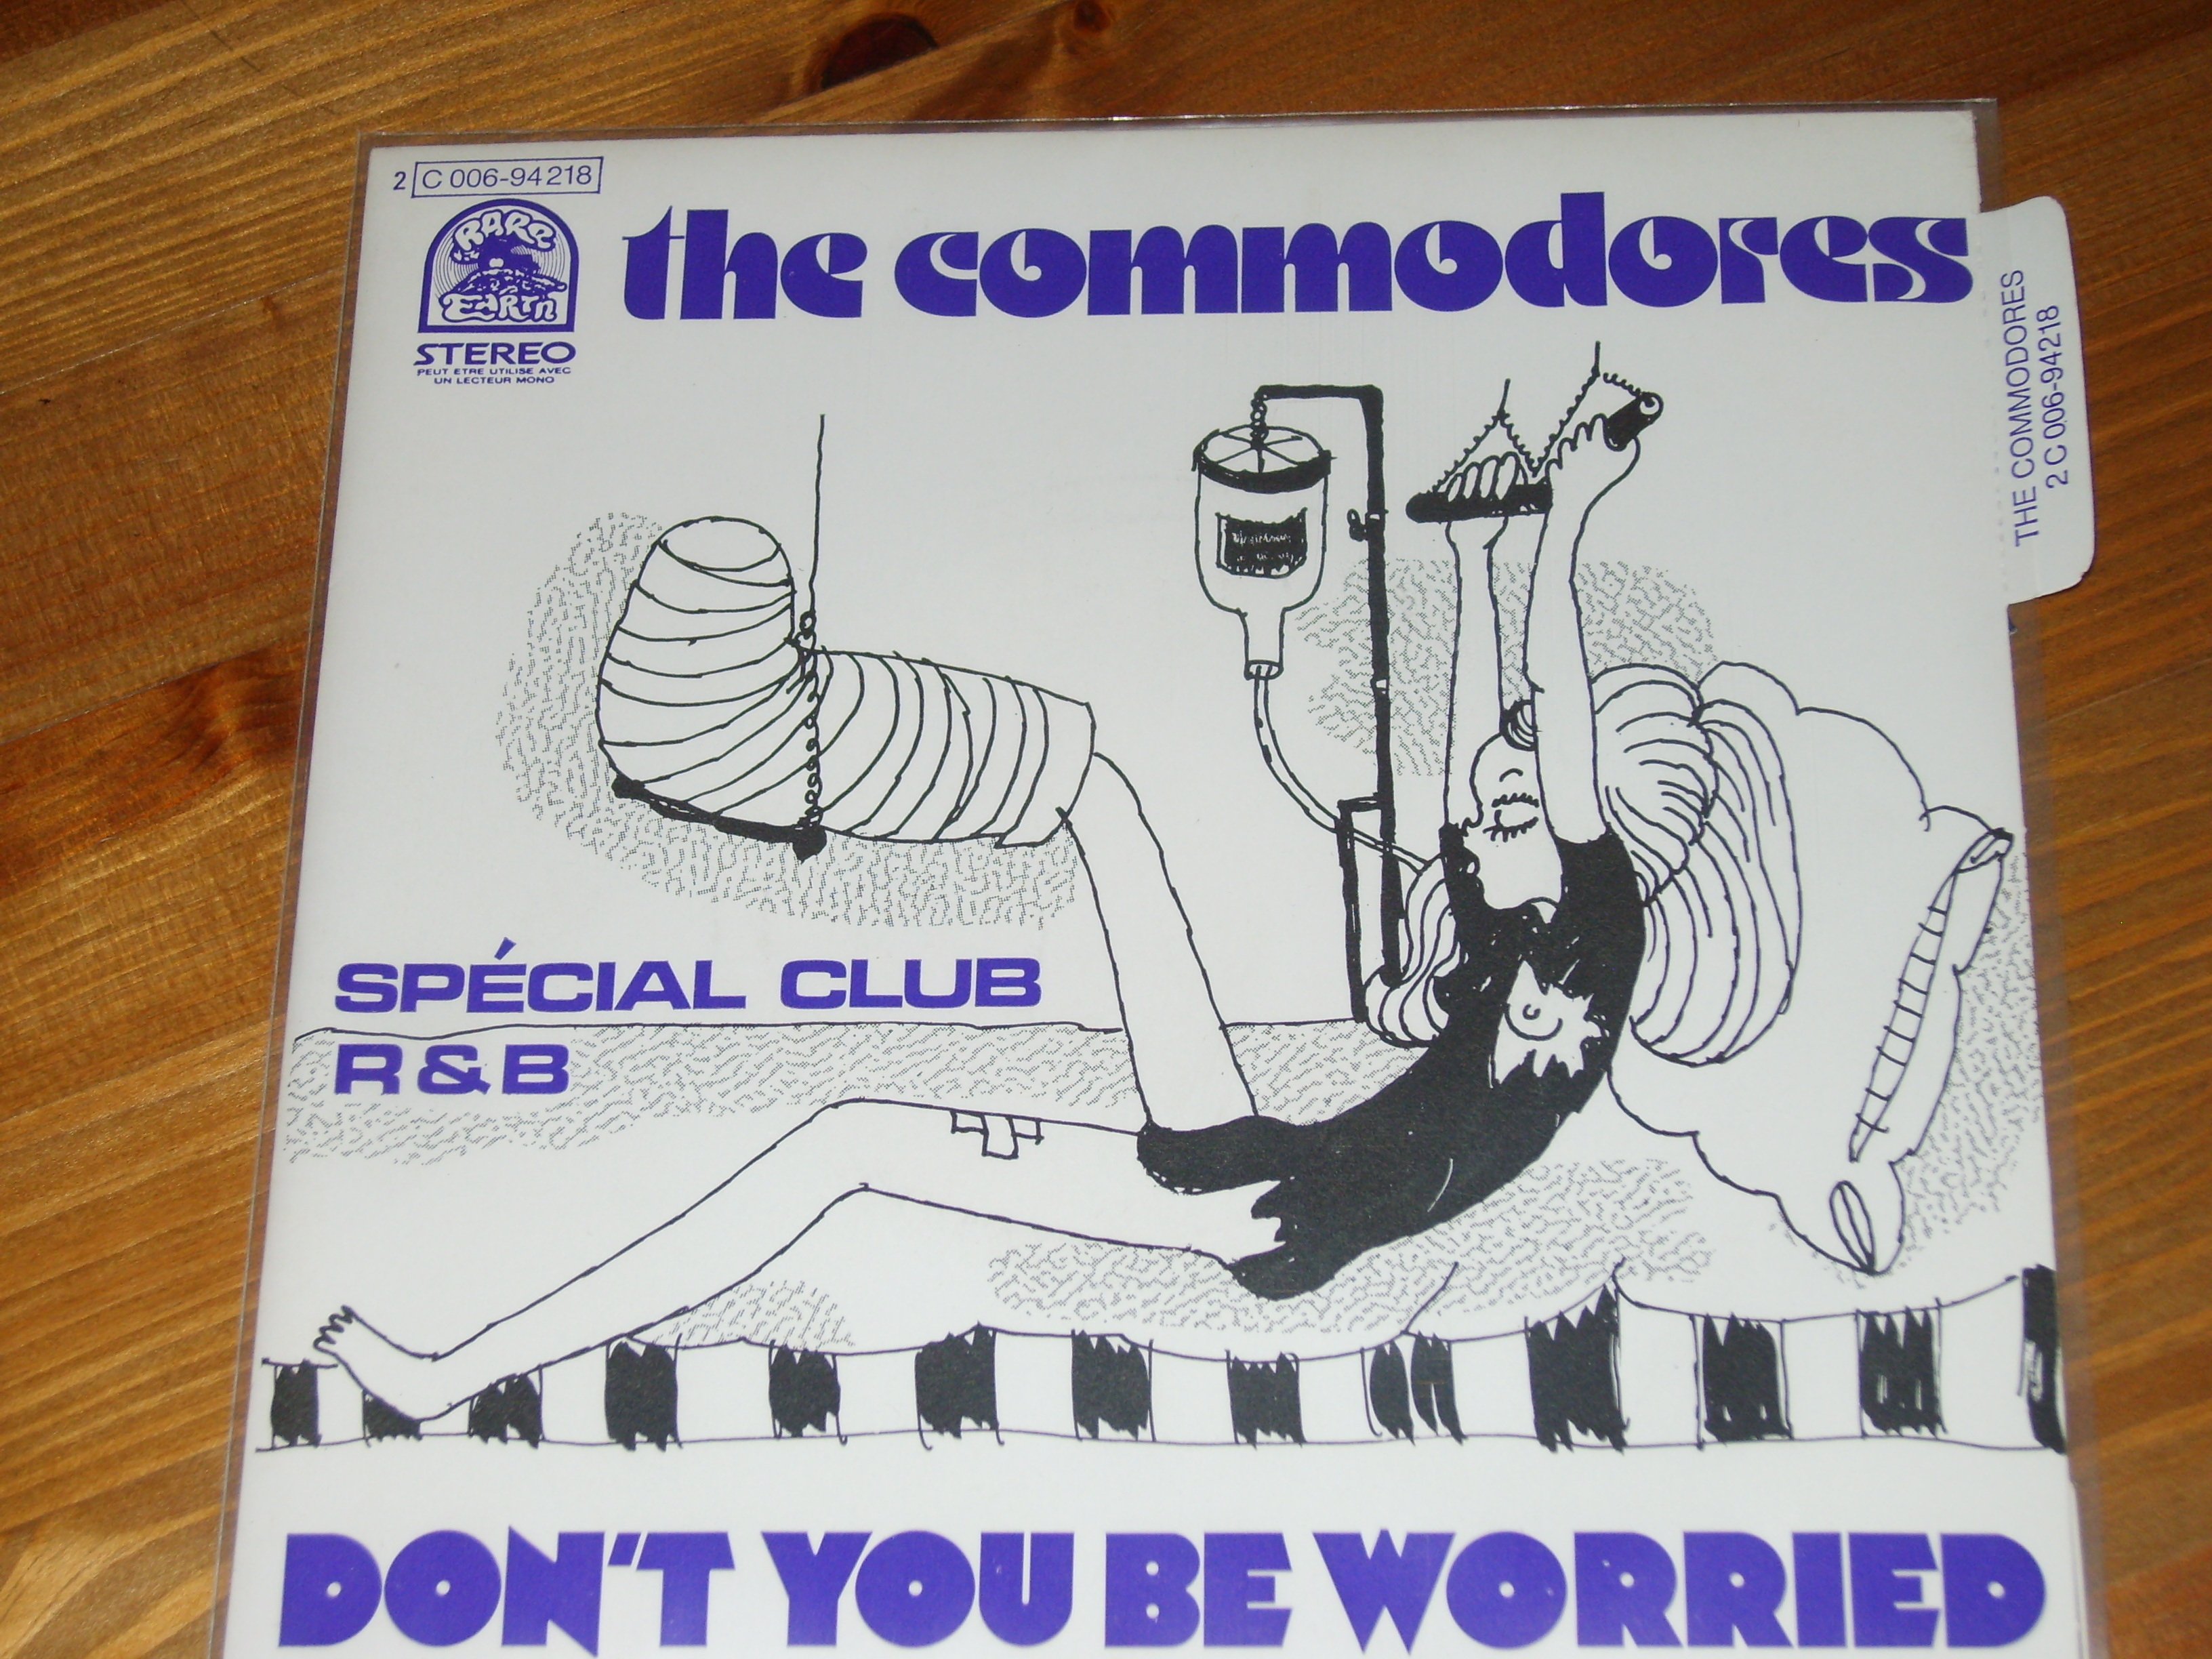 2 C 006-94218
RARE
EARTH
STEREO
PEUT ETRE UTILISE AVEC
UN LECTEUR MONO
the commodores
THE COMMODORES
2 C 006-94218
SPÉCIAL CLUB
R & B
DON'T YOU BE WORRIED